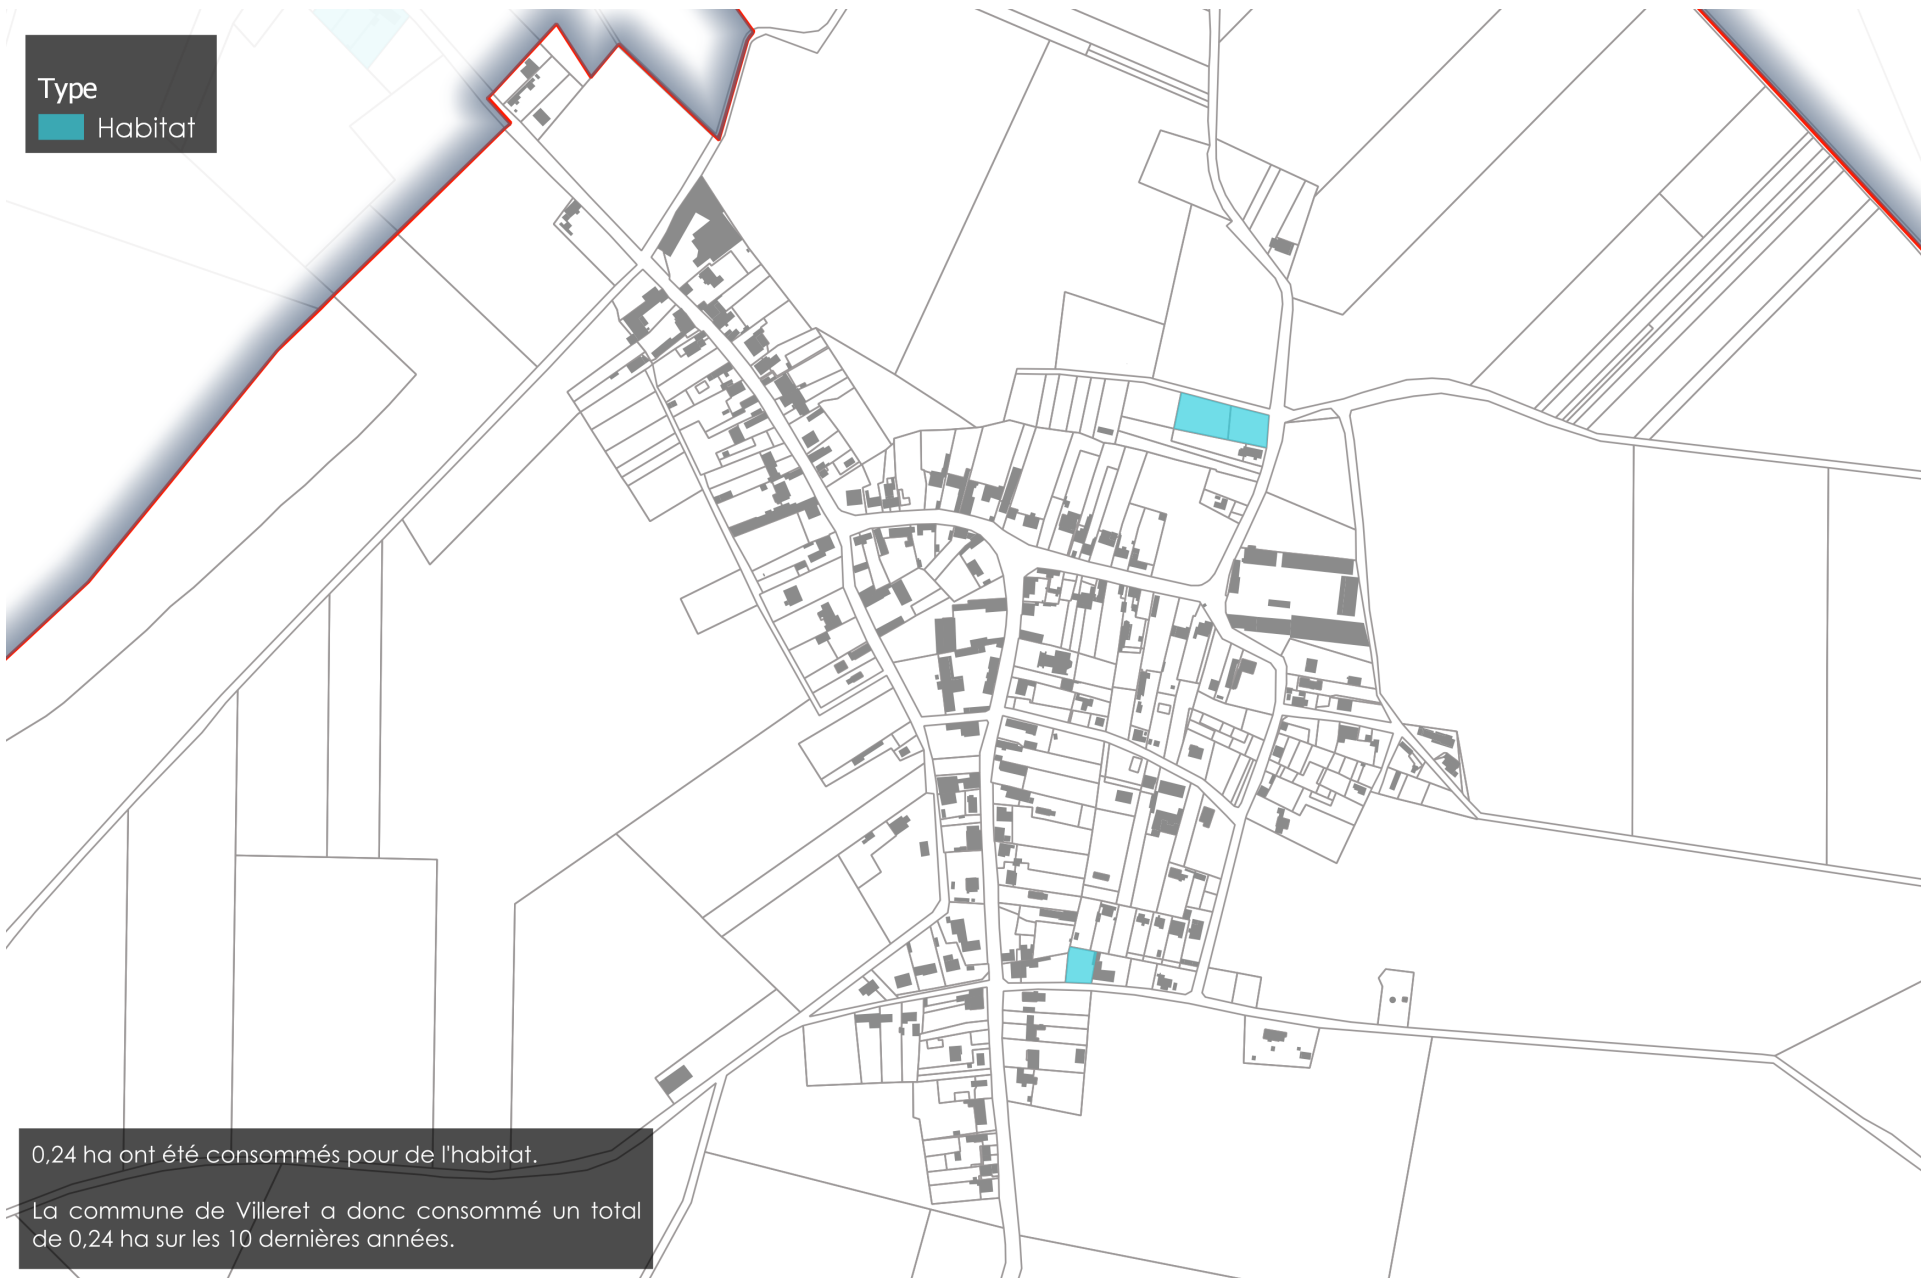 Type
Habitat
0,24 ha ont été consommés pour de l'habitat.
La commune de Villeret a donc consommé un total
de 0,24 ha sur les 10 dernières années.